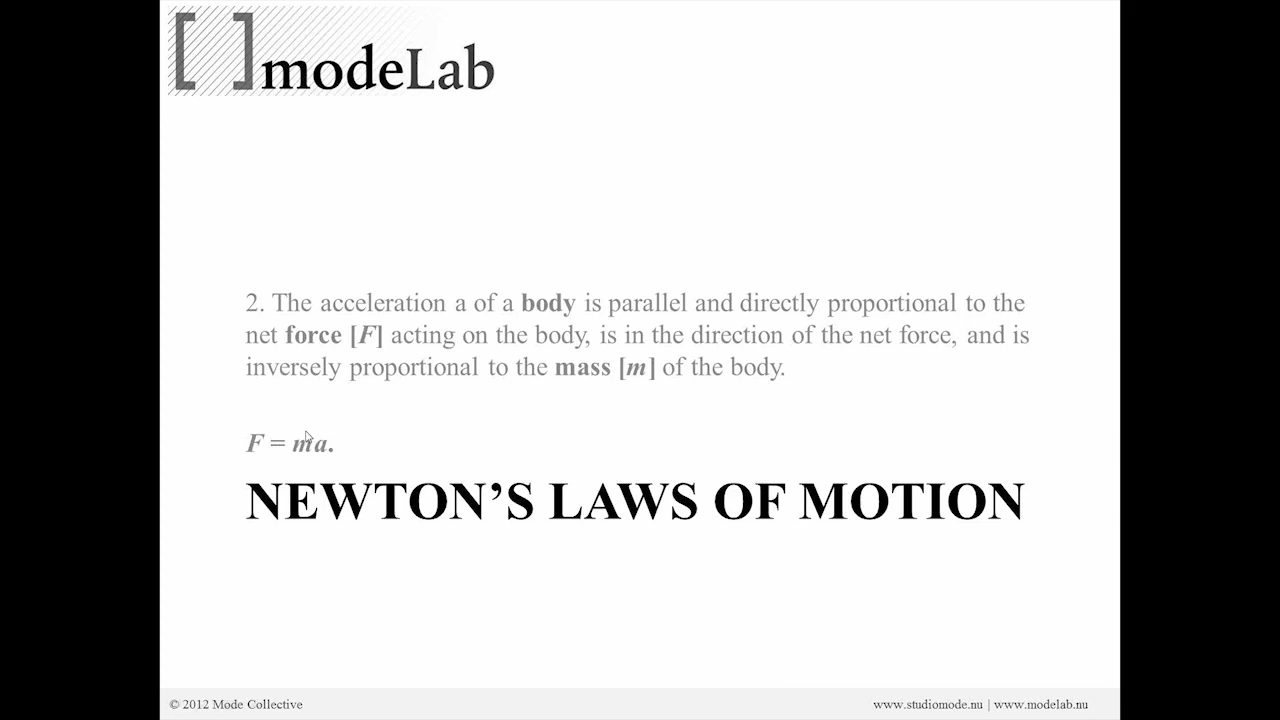 [ ] modeLab
2. The acceleration a of a body is parallel and directly proportional to the
net force [F] acting on the body, is in the direction of the net force, and is
inversely proportional to the mass [m] of the body.
F = ma.
NEWTON’S LAWS OF MOTION
© 2012 Mode Collective
www.studiomode.nu | www.modelab.nu